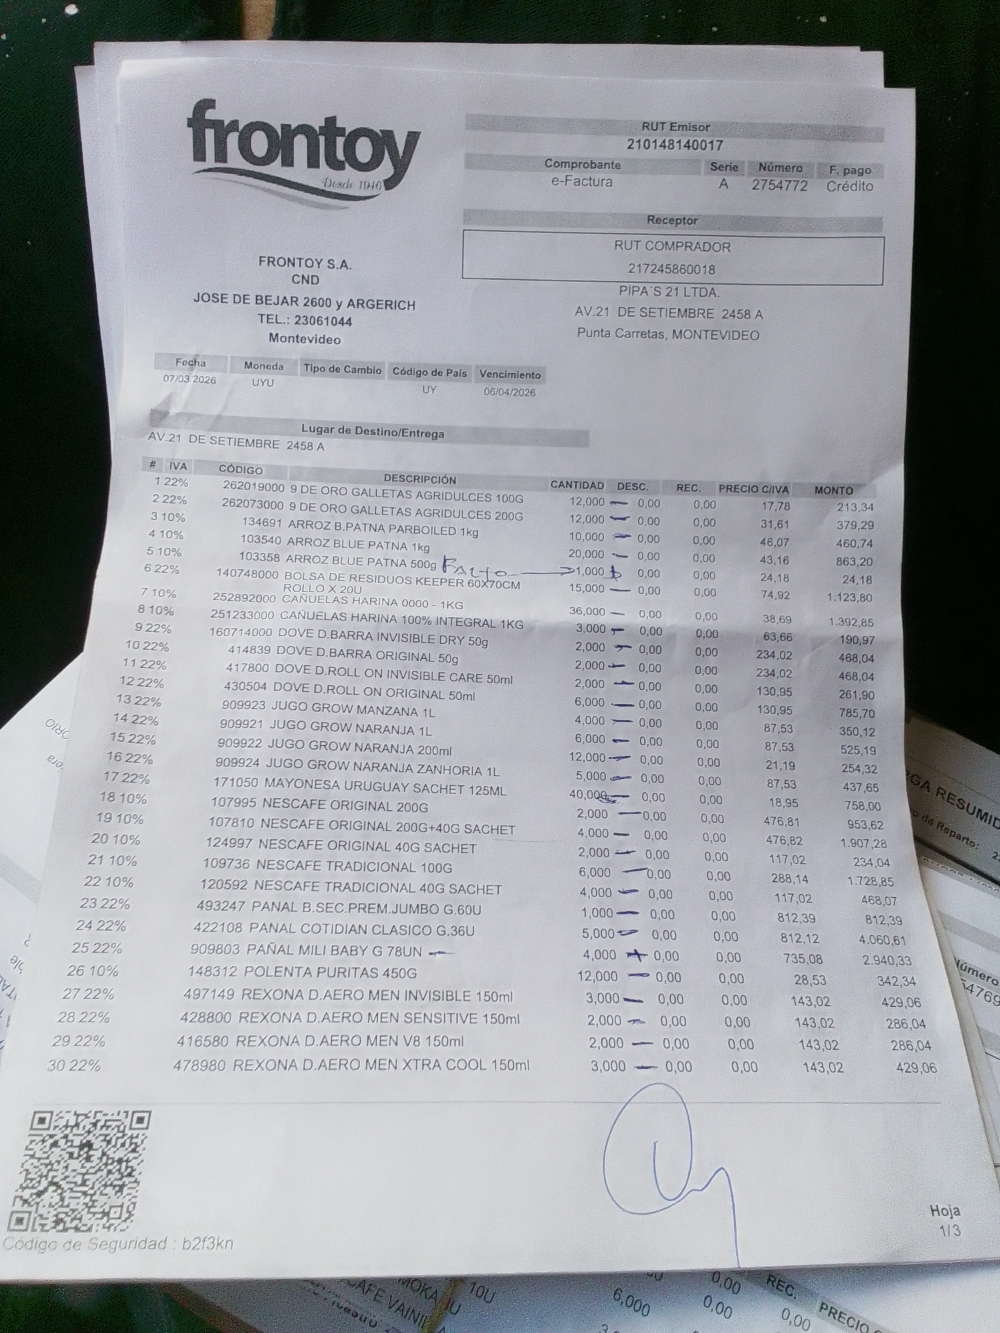 frontoy
Desde 1946
RUT Emisor
210148140017
Comprobante Serie Número F. pago
e-Factura A 2754772 Crédito
Receptor
RUT COMPRADOR
217245860018
PIPA´S 21 LTDA.
AV.21 DE SETIEMBRE 2458 A
Punta Carretas, MONTEVIDEO
FRONTOY S.A.
CND
JOSE DE BEJAR 2600 y ARGERICH
TEL.: 23061044
Montevideo
Fecha Moneda Tipo de Cambio Código de País Vencimiento
07/03/2026 UYU UY 06/04/2026
Lugar de Destino/Entrega
AV.21 DE SETIEMBRE 2458 A
# IVA CÓDIGO DESCRIPCIÓN CANTIDAD DESC. REC. PRECIO C/IVA MONTO
1 22% 262019000 9 DE ORO GALLETAS AGRIDULCES 100G 12,000 0,00 0,00 17,78 213,34
2 22% 262073000 9 DE ORO GALLETAS AGRIDULCES 200G 12,000 0,00 0,00 31,61 379,29
3 10% 134691 ARROZ B.PATNA PARBOILED 1kg 10,000 0,00 0,00 46,07 460,74
4 10% 103540 ARROZ BLUE PATNA 1kg 20,000 0,00 0,00 43,16 863,20
5 10% 103358 ARROZ BLUE PATNA 500g FALTO 1,000 0,00 0,00 24,18 24,18
6 22% 140748000 BOLSA DE RESIDUOS KEEPER 60X70CM 15,000 0,00 0,00 74,92 1.123,80
ROLLO X 20U
7 10% 252892000 CAÑUELAS HARINA 0000 - 1KG 36,000 0,00 0,00 38,69 1.392,85
8 10% 251233000 CAÑUELAS HARINA 100% INTEGRAL 1KG 3,000 0,00 0,00 63,66 190,97
9 22% 160714000 DOVE D.BARRA INVISIBLE DRY 50g 2,000 0,00 0,00 234,02 468,04
10 22% 414839 DOVE D.BARRA ORIGINAL 50g 2,000 0,00 0,00 234,02 468,04
11 22% 417800 DOVE D.ROLL ON INVISIBLE CARE 50ml 2,000 0,00 0,00 130,95 261,90
12 22% 430504 DOVE D.ROLL ON ORIGINAL 50ml 6,000 0,00 0,00 130,95 785,70
13 22% 909923 JUGO GROW MANZANA 1L 4,000 0,00 0,00 87,53 350,12
14 22% 909921 JUGO GROW NARANJA 1L 6,000 0,00 0,00 87,53 525,19
15 22% 909922 JUGO GROW NARANJA 200ml 12,000 0,00 0,00 21,19 254,32
16 22% 909924 JUGO GROW NARANJA ZANHORIA 1L 5,000 0,00 0,00 87,53 437,65
17 22% 171050 MAYONESA URUGUAY SACHET 125ML 40,000 0,00 0,00 18,95 758,00
18 10% 107995 NESCAFE ORIGINAL 200G 2,000 0,00 0,00 476,81 953,62
19 10% 107810 NESCAFE ORIGINAL 200G+40G SACHET 4,000 0,00 0,00 476,82 1.907,28
20 10% 124997 NESCAFE ORIGINAL 40G SACHET 2,000 0,00 0,00 117,02 234,04
21 10% 109736 NESCAFE TRADICIONAL 100G 6,000 0,00 0,00 288,14 1.728,85
22 10% 120592 NESCAFE TRADICIONAL 40G SACHET 4,000 0,00 0,00 117,02 468,07
23 22% 493247 PANAL B.SEC.PREM.JUMBO G.60U 1,000 0,00 0,00 812,39 812,39
24 22% 422108 PANAL COTIDIAN CLASICO G.36U 5,000 0,00 0,00 812,12 4.060,61
25 22% 909803 PAÑAL MILI BABY G 78UN 4,000 0,00 0,00 735,08 2.940,33
26 10% 148312 POLENTA PURITAS 450G 12,000 0,00 0,00 28,53 342,34
27 22% 497149 REXONA D.AERO MEN INVISIBLE 150ml 3,000 0,00 0,00 143,02 429,06
28 22% 428800 REXONA D.AERO MEN SENSITIVE 150ml 2,000 0,00 0,00 143,02 286,04
29 22% 416580 REXONA D.AERO MEN V8 150ml 2,000 0,00 0,00 143,02 286,04
30 22% 478980 REXONA D.AERO MEN XTRA COOL 150ml 3,000 0,00 0,00 143,02 429,06
Código de Seguridad : b2f3kn
Hoja
1/3
RGA RESUMID
de Reparto:
Número
MOKA 10U
6,000 0,00 REC. PRECIO
0,00 0,00